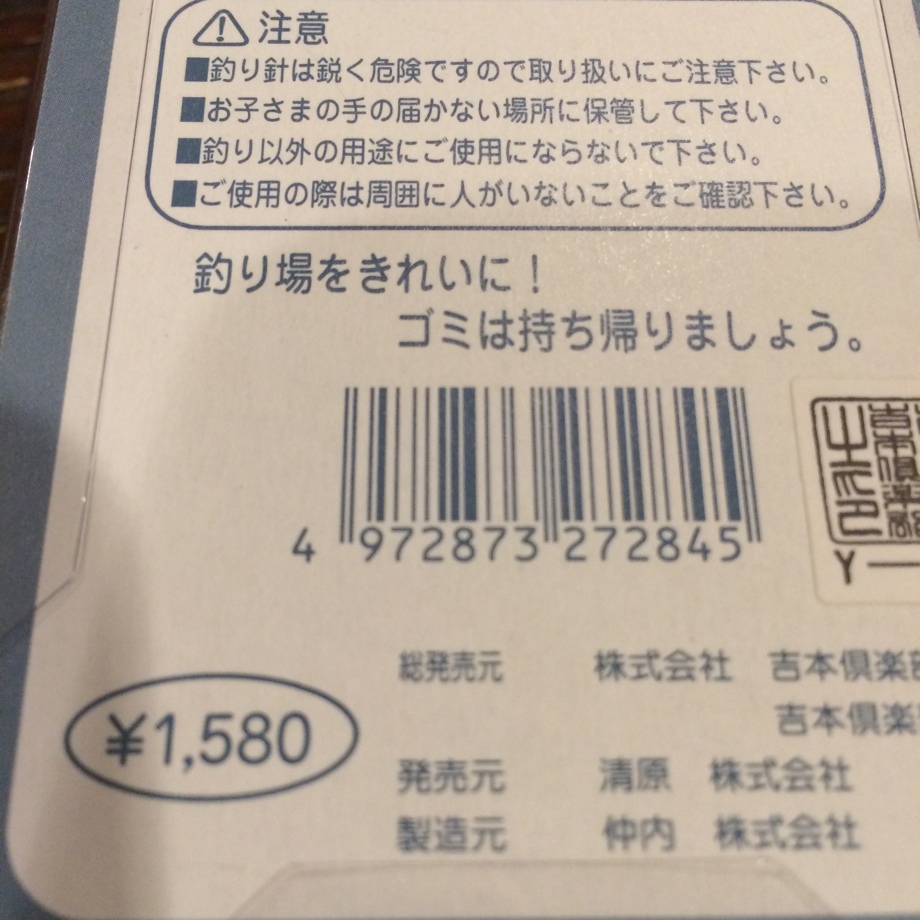 注意
■釣り針は鋭く危険ですので取り扱いにご注意下さい。
■お子さまの手の届かない場所に保管して下さい。
■釣り以外の用途にご使用にならないで下さい。
■ご使用の際は周囲に人がいないことをご確認下さい。
釣り場をきれいに！
ゴミは持ち帰りましょう。
4 972873 272845
Y
総発売元 株式会社 吉本倶楽部
吉本倶楽
¥1,580
発売元 清原 株式会社
製造元 仲内 株式会社